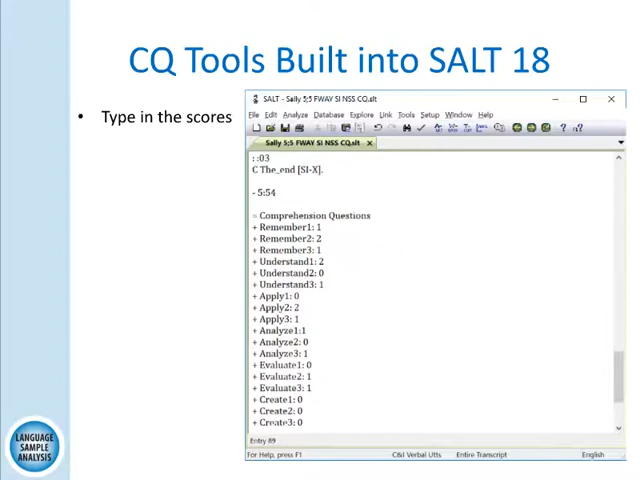 CQ Tools Built into SALT 18
• Type in the scores
SALT - Sally 5;5 FWAY SI NSS CQ.slt
File Edit Analyze Database Explore Link Tools Setup Window Help
Sally 5;5 FWAY SI NSS CQ.slt
: :03
C The_end [SI-X].
- 5:54
= Comprehension Questions
+ Remember1: 1
+ Remember2: 2
+ Remember3: 1
+ Understand1: 2
+ Understand2: 0
+ Understand3: 1
+ Apply1: 0
+ Apply2: 2
+ Apply3: 1
+ Analyze1:1
+ Analyze2: 0
+ Analyze3: 1
+ Evaluate1: 0
+ Evaluate2: 1
+ Evaluate3: 1
+ Create1: 0
+ Create2: 0
+ Create3: 0
Entry 89
For Help, press F1 C&I Verbal Utts Entire Transcript English
LANGUAGE
SAMPLE
ANALYSIS